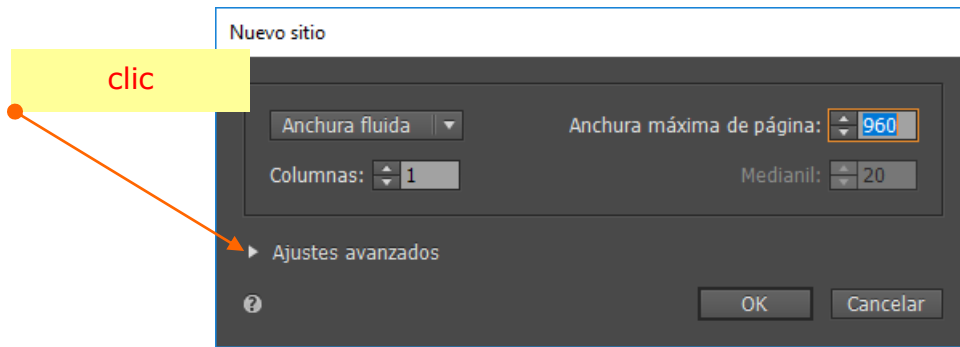 Nuevo sitio
clic
Anchura fluida
Anchura máxima de página: 960
Columnas: 1
Medianil: 20
Ajustes avanzados
?
OK
Cancelar